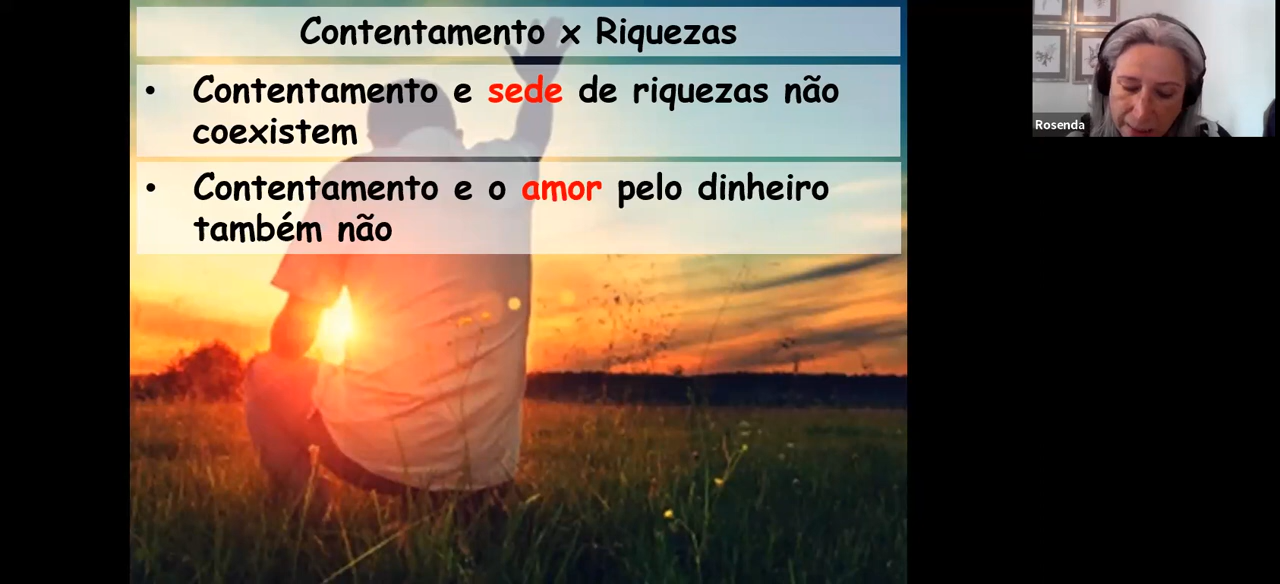 Contentamento x Riquezas
• Contentamento e sede de riquezas não
coexistem
• Contentamento e o amor pelo dinheiro
também não
Rosenda